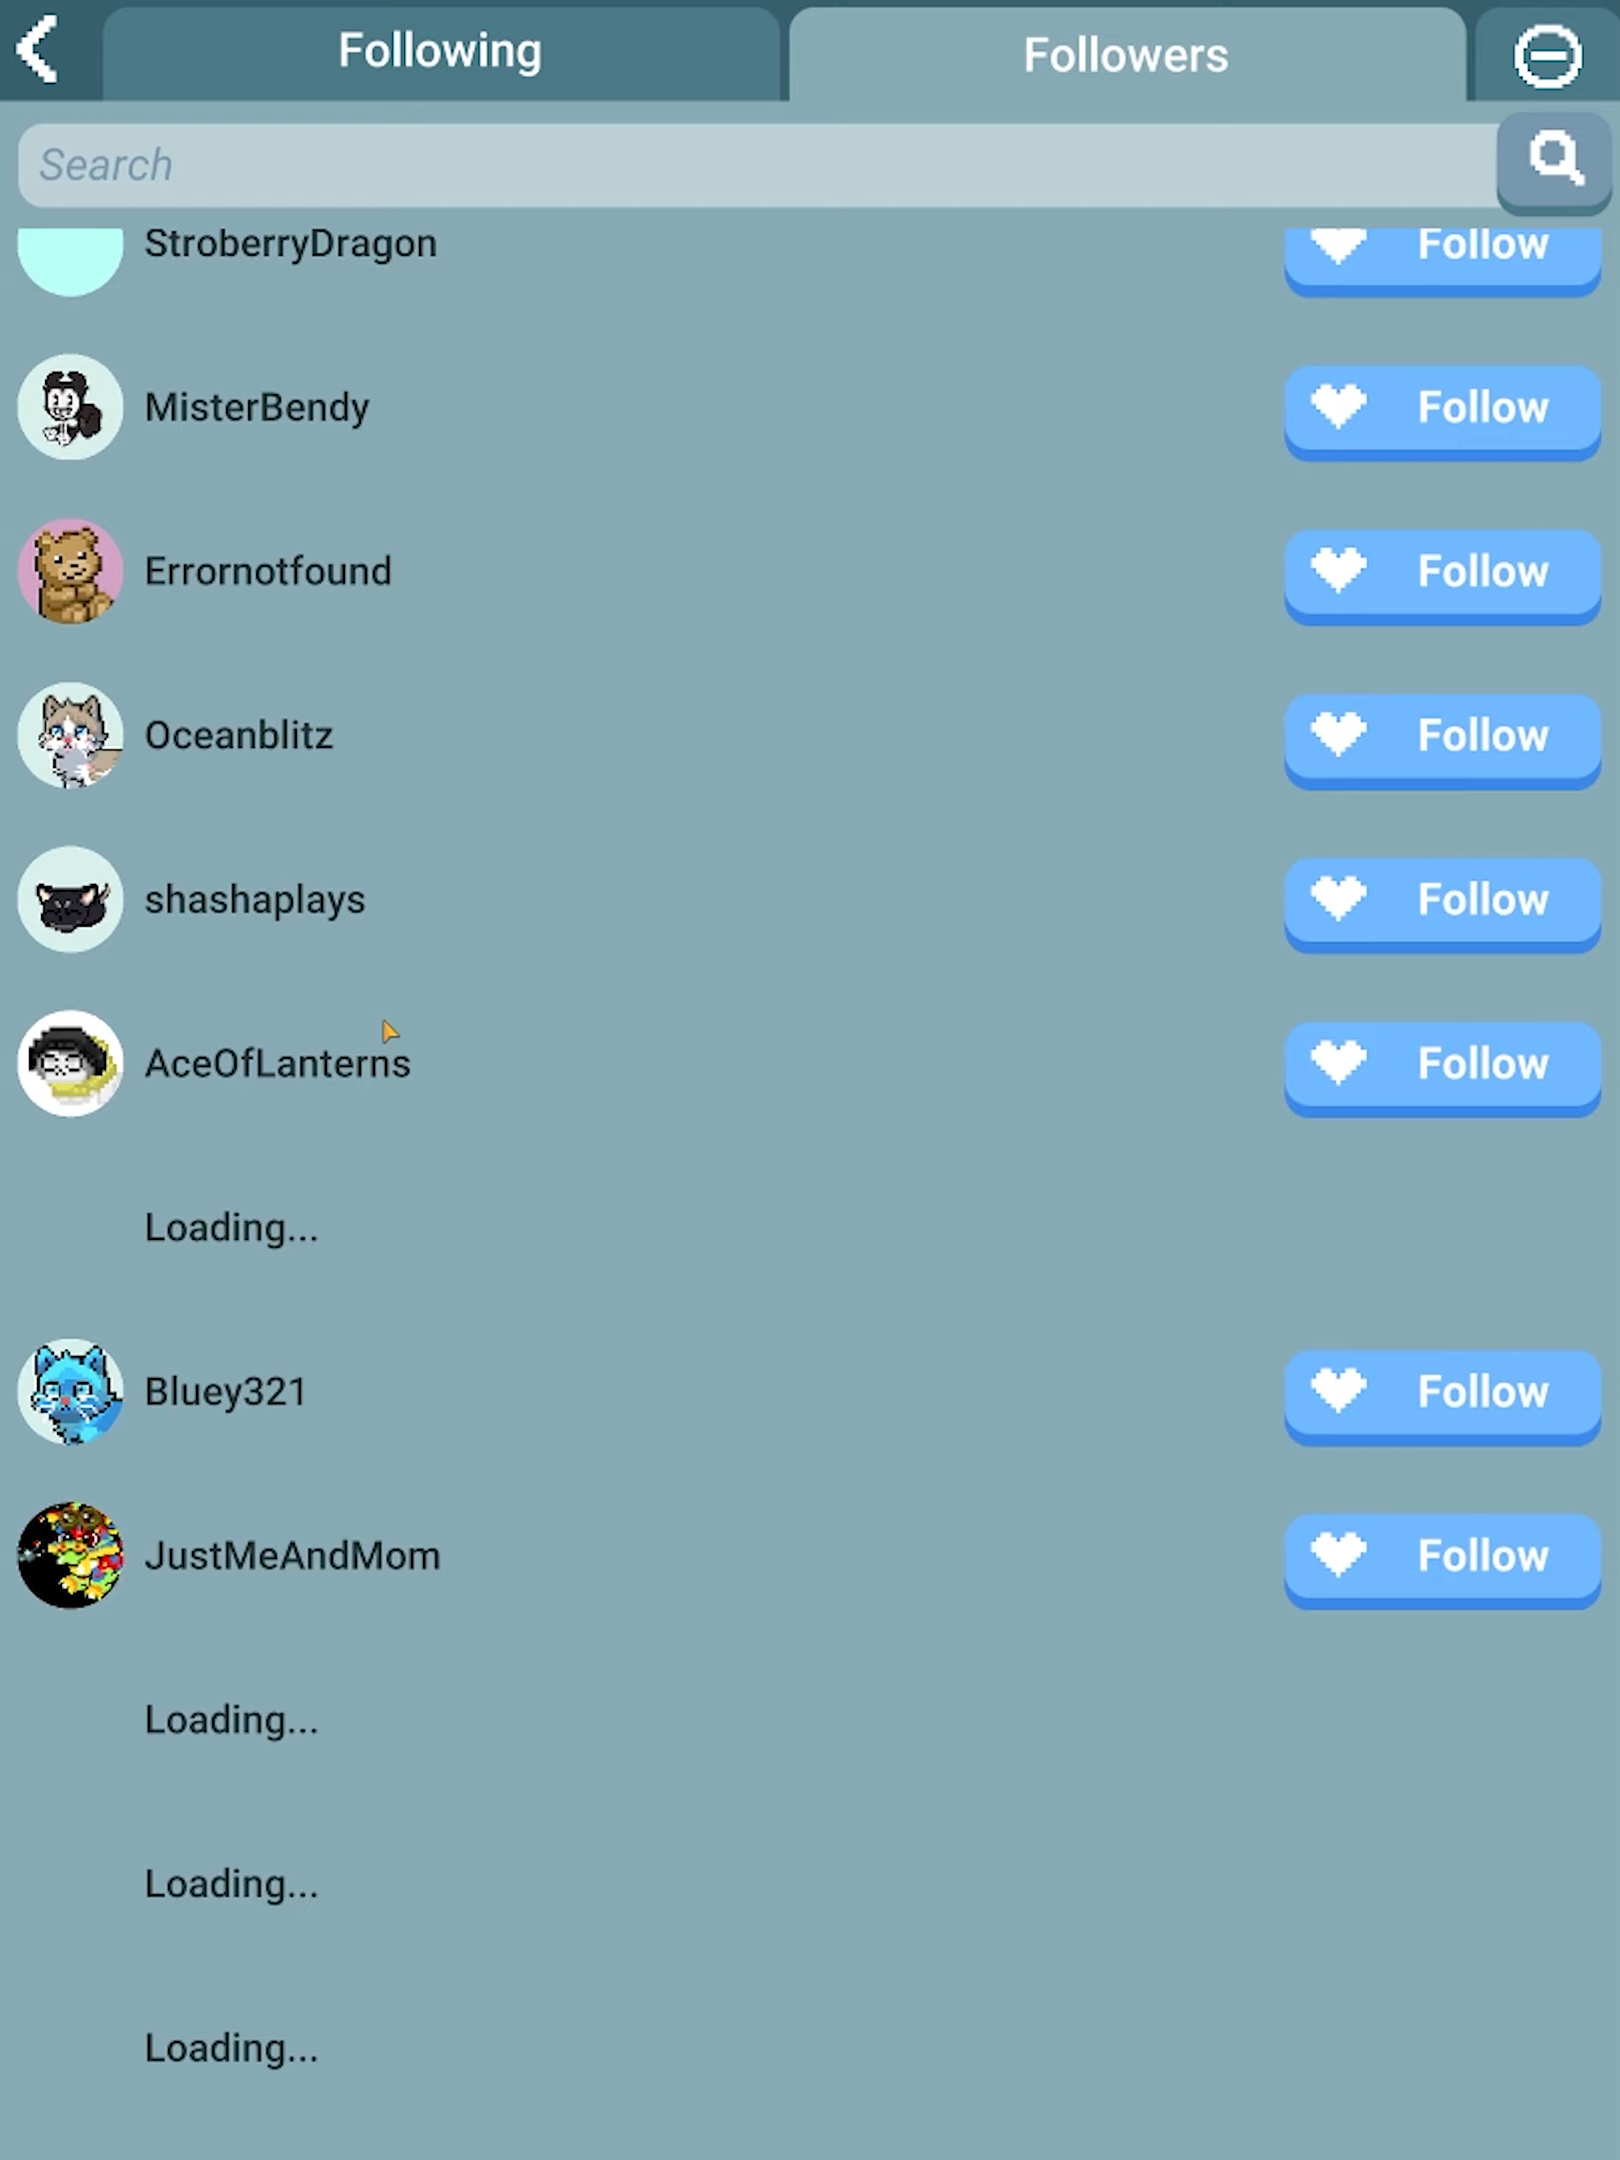 Following
Followers
Search
StroberryDragon
Follow
MisterBendy
Follow
Errornotfound
Follow
Oceanblitz
Follow
shashaplays
Follow
AceOfLanterns
Follow
Loading...
Bluey321
Follow
JustMeAndMom
Follow
Loading...
Loading...
Loading...